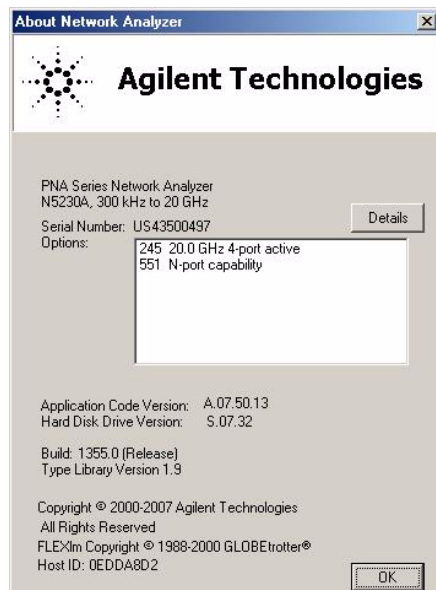 About Network Analyzer
Agilent Technologies
PNA Series Network Analyzer
N5230A, 300 kHz to 20 GHz
Serial Number: US43500497
Details
Options:
245 20.0 GHz 4-port active
551 N-port capability
Application Code Version: A.07.50.13
Hard Disk Drive Version: S.07.32
Build: 1355.0 (Release)
Type Library Version 1.9
Copyright © 2000-2007 Agilent Technologies
All Rights Reserved
FLEXlm Copyright © 1988-2000 GLOBEtrotter®
Host ID: 0EDDA8D2
OK